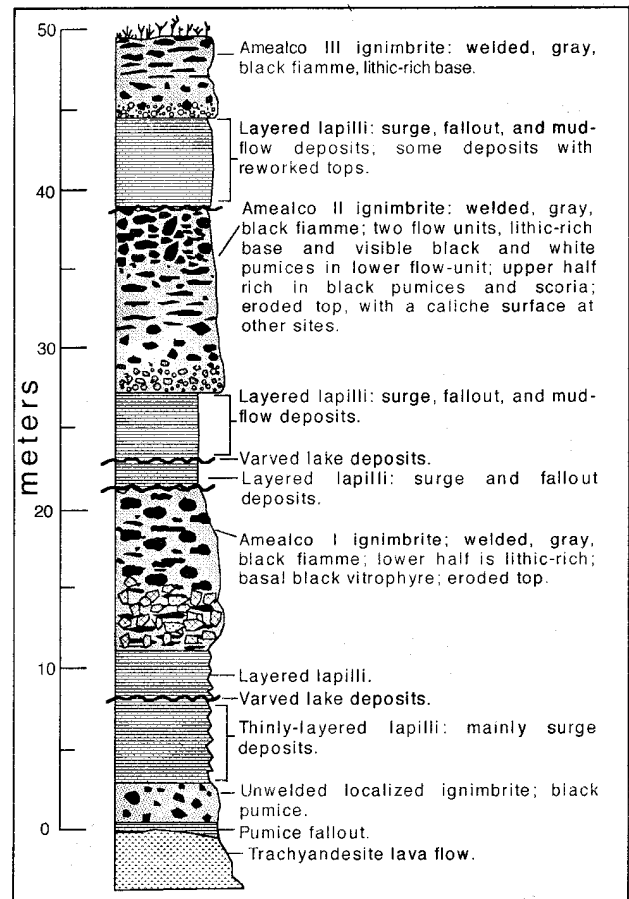 50
40
30
20
10
0
meters
Amealco III ignimbrite: welded, gray,
black fiamme, lithic-rich base.
Layered lapilli: surge, fallout, and mud-
flow deposits; some deposits with
reworked tops.
Amealco II ignimbrite: welded, gray,
black fiamme; two flow units, lithic-rich
base and visible black and white
pumices in lower flow-unit; upper half
rich in black pumices and scoria;
eroded top, with a caliche surface at
other sites.
Layered lapilli: surge, fallout, and mud-
flow deposits.
Varved lake deposits.
Layered lapilli: surge and fallout
deposits.
Amealco I ignimbrite; welded, gray,
black fiamme; lower half is lithic-rich;
basal black vitrophyre; eroded top.
Layered lapilli.
Varved lake deposits.
Thinly-layered lapilli: mainly surge
deposits.
Unwelded localized ignimbrite; black
pumice.
Pumice fallout.
Trachyandesite lava flow.